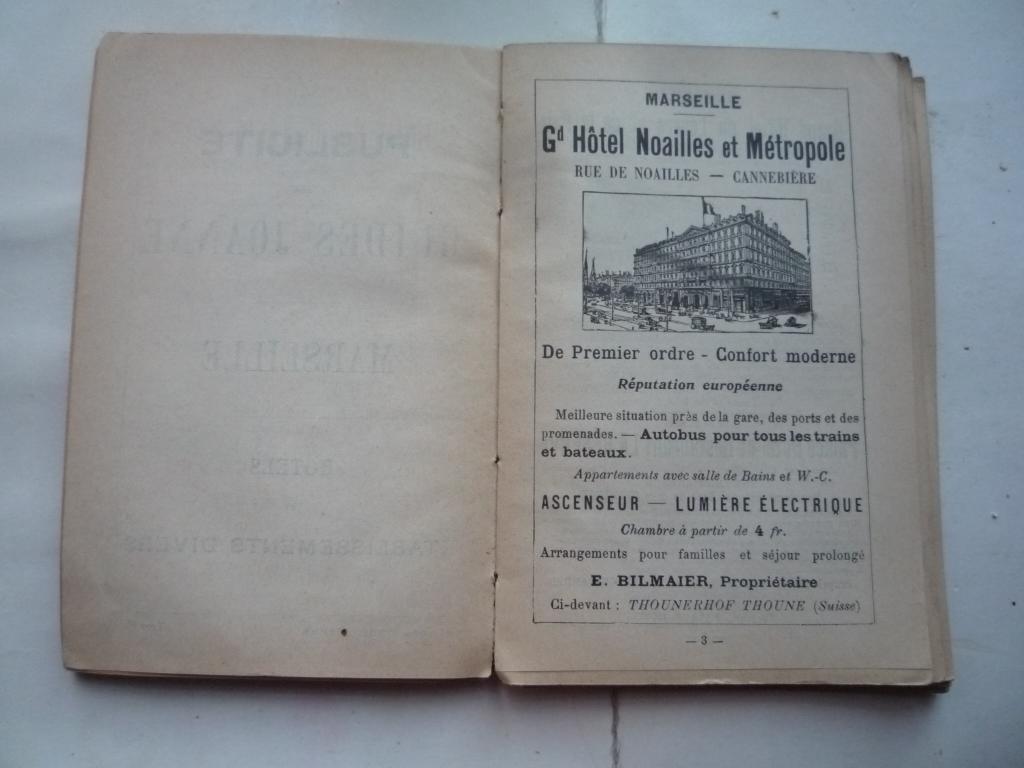 MARSEILLE
Gd Hôtel Noailles et Métropole
RUE DE NOAILLES — CANNEBIÈRE
De Premier ordre - Confort moderne
Réputation européenne
Meilleure situation près de la gare, des ports et des
promenades. — Autobus pour tous les trains
et bateaux.
Appartements avec salle de Bains et W.-C.
ASCENSEUR — LUMIÈRE ÉLECTRIQUE
Chambre à partir de 4 fr.
Arrangements pour familles et séjour prolongé
E. BILMAIER, Propriétaire
Ci-devant : THOUNERHOF THOUNE (Suisse)
— 3 —